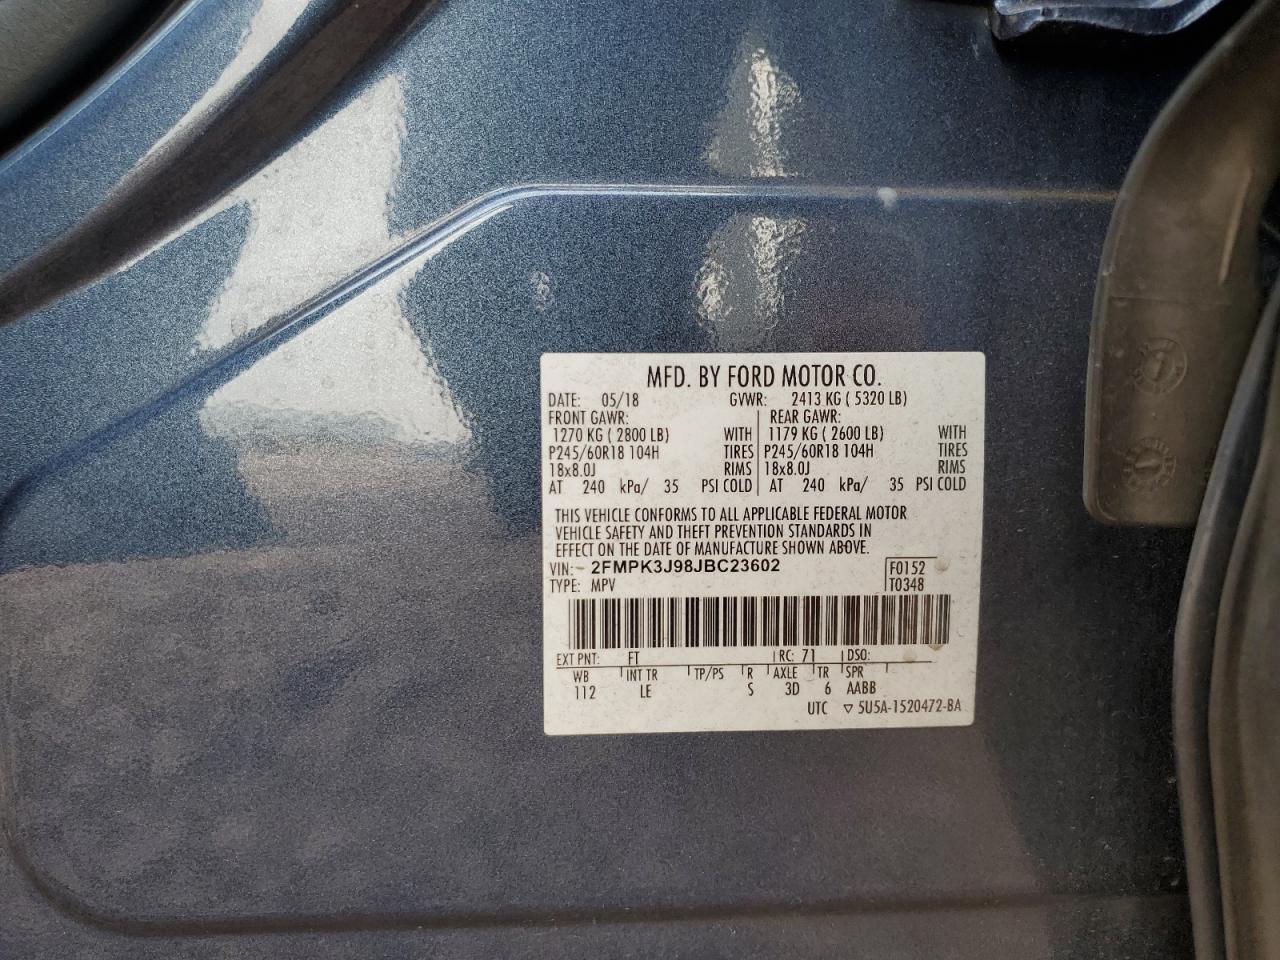 MFD. BY FORD MOTOR CO.
DATE: 05/18 GVWR: 2413 KG ( 5320 LB)
FRONT GAWR: REAR GAWR:
1270 KG ( 2800 LB) WITH 1179 KG ( 2600 LB) WITH
P245/60R18 104H TIRES P245/60R18 104H TIRES
18x8.0J RIMS 18x8.0J RIMS
AT 240 kPa/ 35 PSI COLD AT 240 kPa/ 35 PSI COLD
THIS VEHICLE CONFORMS TO ALL APPLICABLE FEDERAL MOTOR
VEHICLE SAFETY AND THEFT PREVENTION STANDARDS IN
EFFECT ON THE DATE OF MANUFACTURE SHOWN ABOVE.
VIN: 2FMPK3J98JBC23602 F0152
TYPE: MPV T0348
EXT PNT: FT RC: 71 DSO:
WB INT TR TP/PS R AXLE TR SPR
112 LE S 3D 6 AABB
UTC ▽ 5U5A-1520472-BA